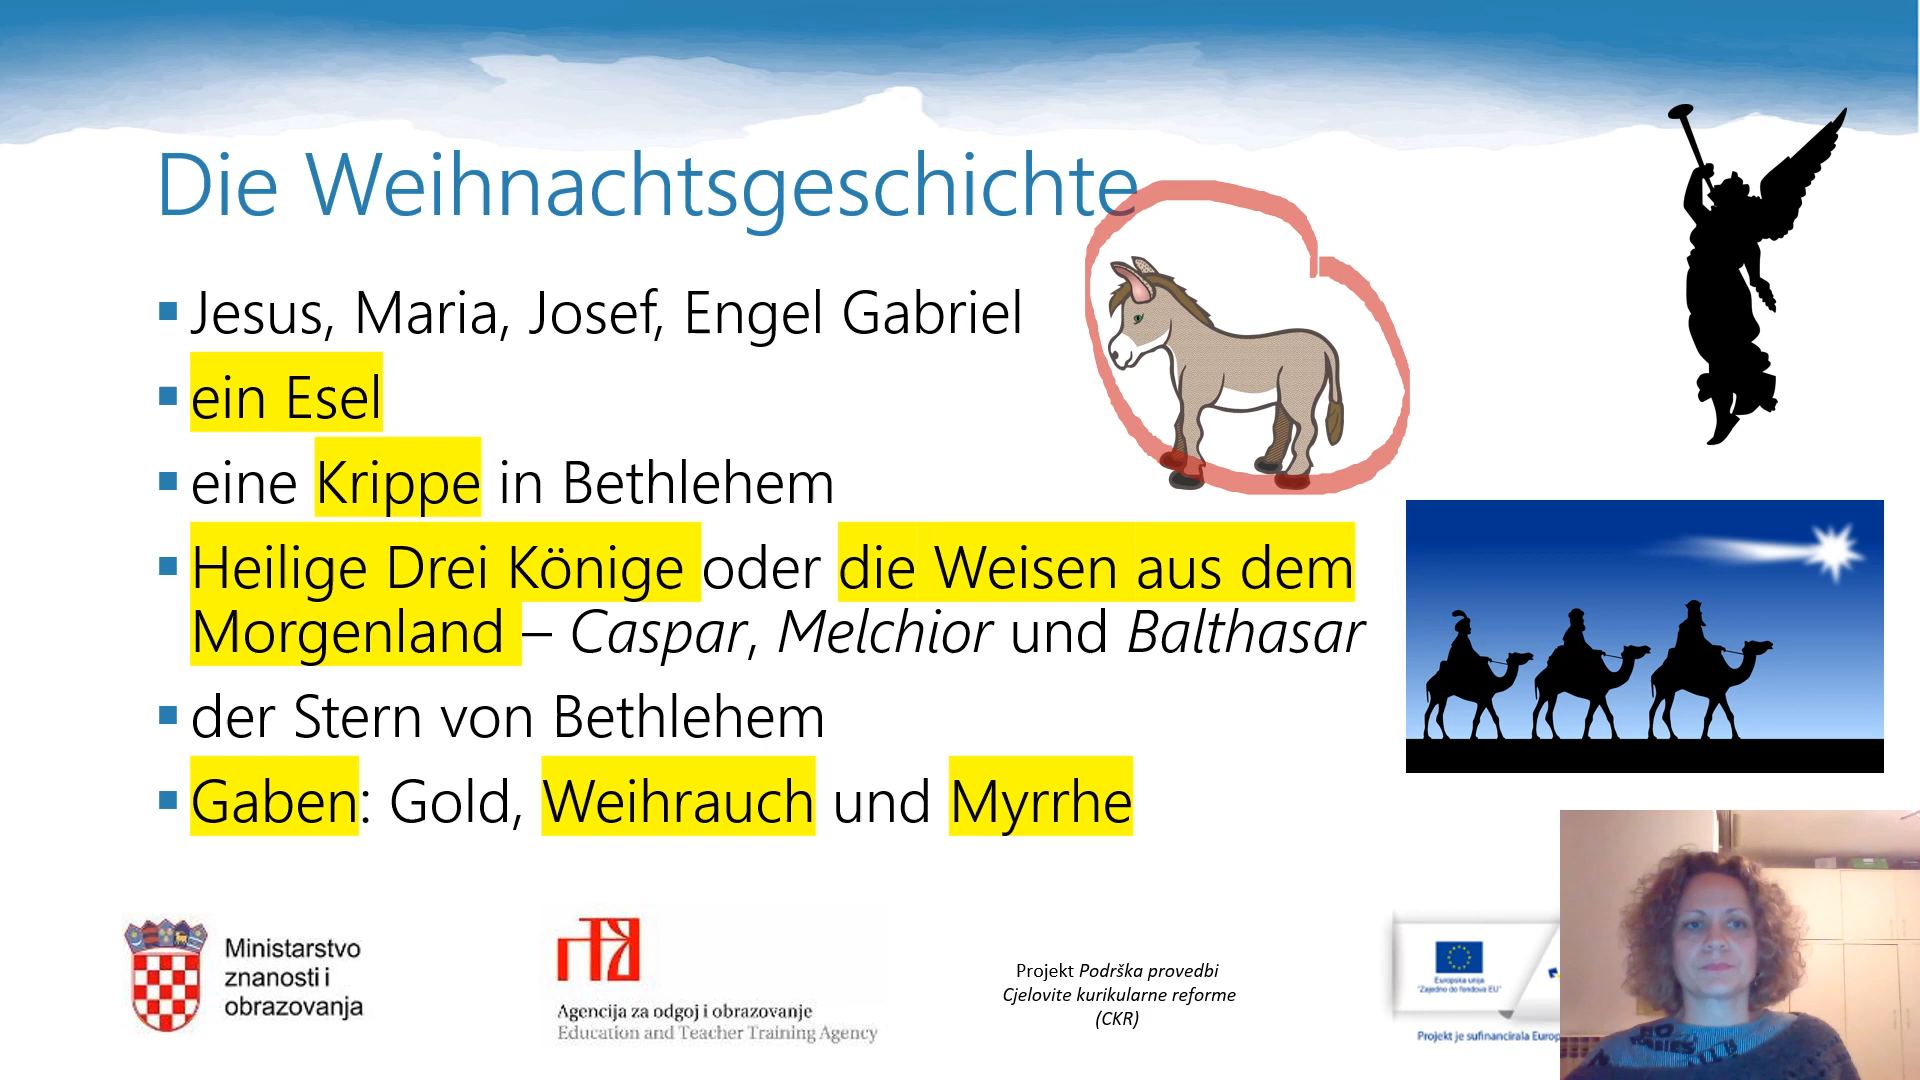 Die Weihnachtsgeschichte
Jesus, Maria, Josef, Engel Gabriel
ein Esel
eine Krippe in Bethlehem
Heilige Drei Könige oder die Weisen aus dem
Morgenland – Caspar, Melchior und Balthasar
der Stern von Bethlehem
Gaben: Gold, Weihrauch und Myrrhe
Ministarstvo
znanosti i
obrazovanja
Agencija za odgoj i obrazovanje
Education and Teacher Training Agency
Projekt Podrška provedbi
Cjelovite kurikularne reforme
(CKR)
Europska unija
"Zajedno do fondova EU"
Projekt je sufinancirala Europ